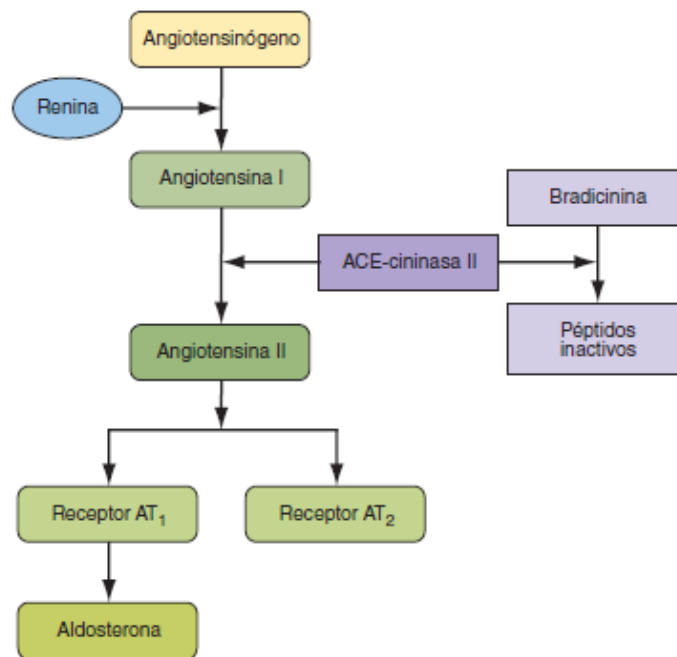 Angiotensinógeno
Renina
Angiotensina I
Bradicinina
ACE-cininasa II
Angiotensina II
Péptidos
inactivos
Receptor AT₁
Receptor AT₂
Aldosterona